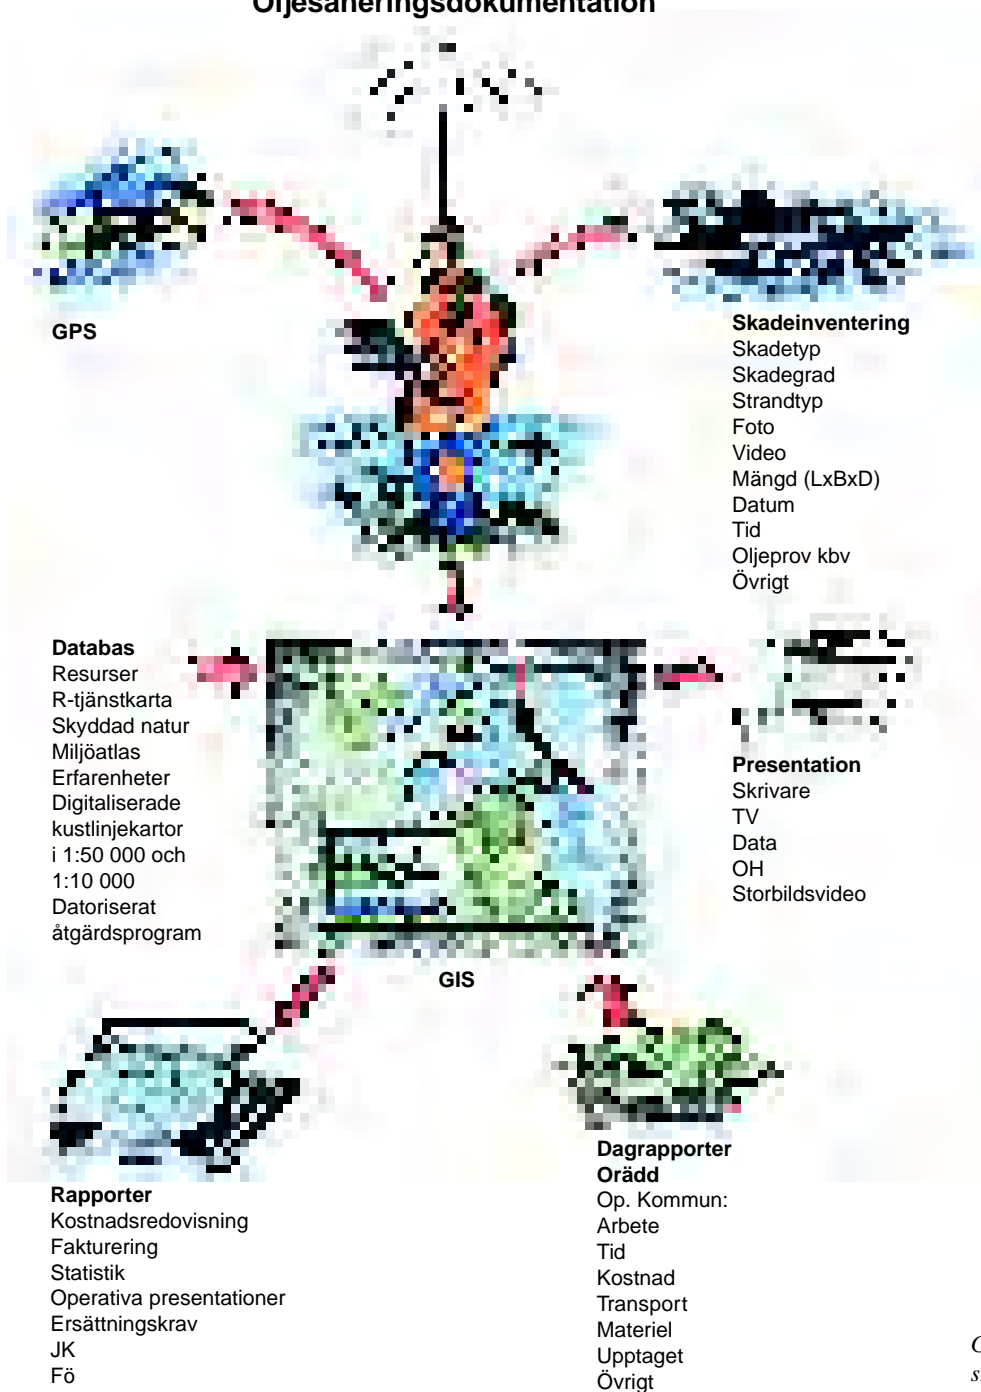 Oljesaneringsdokumentation
GPS
Skadeinventering
Skadetyp
Skadegrad
Strandtyp
Foto
Video
Mängd (LxBxD)
Datum
Tid
Oljeprov kbv
Övrigt
Databas
Resurser
R-tjänstkarta
Skyddad natur
Miljöatlas
Erfarenheter
Digitaliserade
kustlinjekartor
i 1:50 000 och
1:10 000
Datoriserat
åtgärdsprogram
Presentation
Skrivare
TV
Data
OH
Storbildsvideo
GIS
Rapporter
Kostnadsredovisning
Fakturering
Statistik
Operativa presentationer
Ersättningskrav
JK
Fö
Dagrapporter
Orädd
Op. Kommun:
Arbete
Tid
Kostnad
Transport
Materiel
Upptaget
Övrigt